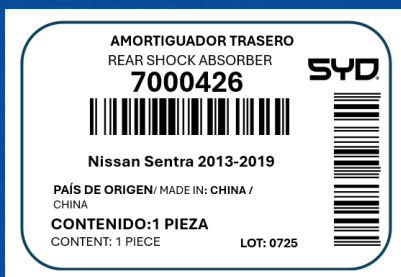 AMORTIGUADOR TRASERO
REAR SHOCK ABSORBER
SYD
7000426
Nissan Sentra 2013-2019
PAÍS DE ORIGEN/ MADE IN: CHINA /
CHINA
CONTENIDO:1 PIEZA
CONTENT: 1 PIECE
LOT: 0725